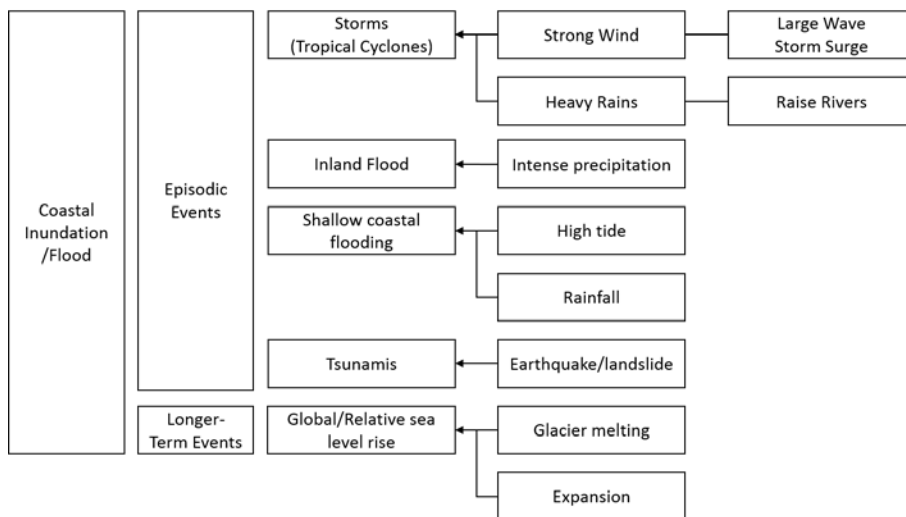 Coastal
Inundation
/Flood
Episodic
Events
Longer-
Term Events
Storms
(Tropical Cyclones)
Strong Wind
Large Wave
Storm Surge
Heavy Rains
Raise Rivers
Inland Flood
Intense precipitation
Shallow coastal
flooding
High tide
Rainfall
Tsunamis
Earthquake/landslide
Global/Relative sea
level rise
Glacier melting
Expansion